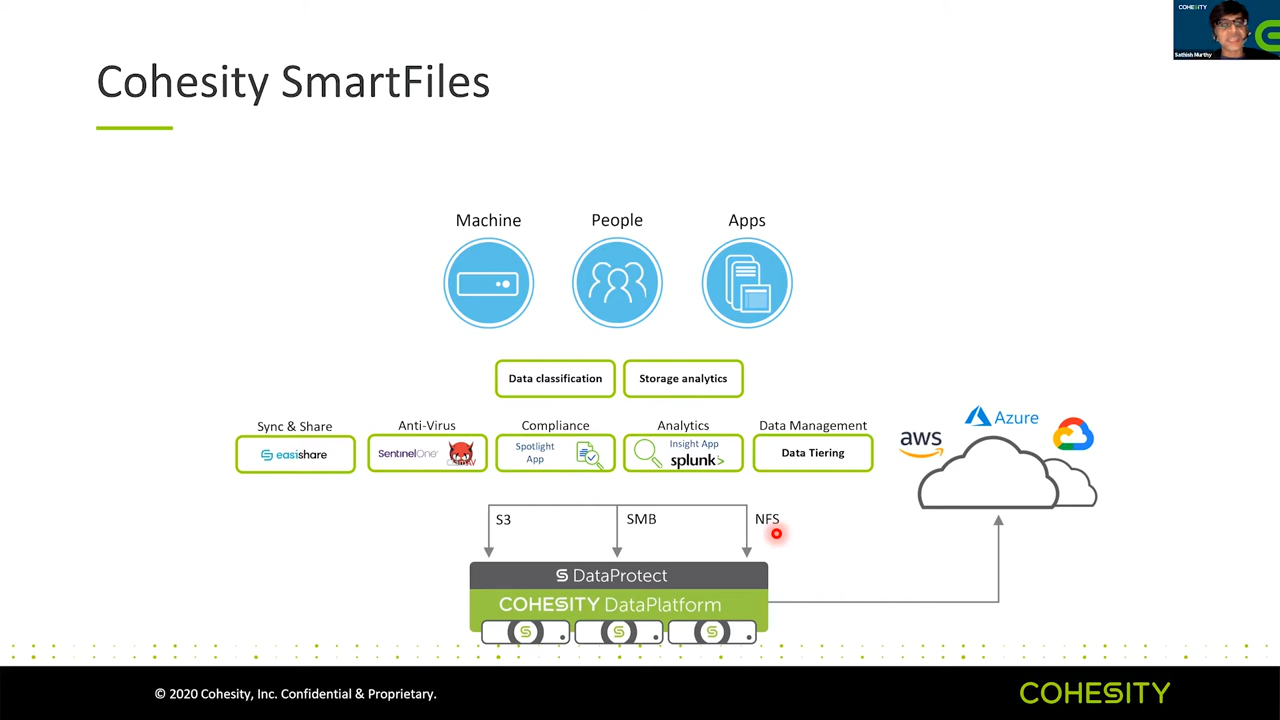 COHESITY
Sathish Murthy
Cohesity SmartFiles
Machine
People
Apps
Data classification
Storage analytics
Sync & Share
Anti-Virus
Compliance
Analytics
Data Management
easishare
SentinelOne
ClamAV
Spotlight
App
Insight App
splunk>
Data Tiering
aws
Azure
S3
SMB
NFS
DataProtect
COHESITY DataPlatform
© 2020 Cohesity, Inc. Confidential & Proprietary.
COHESITY